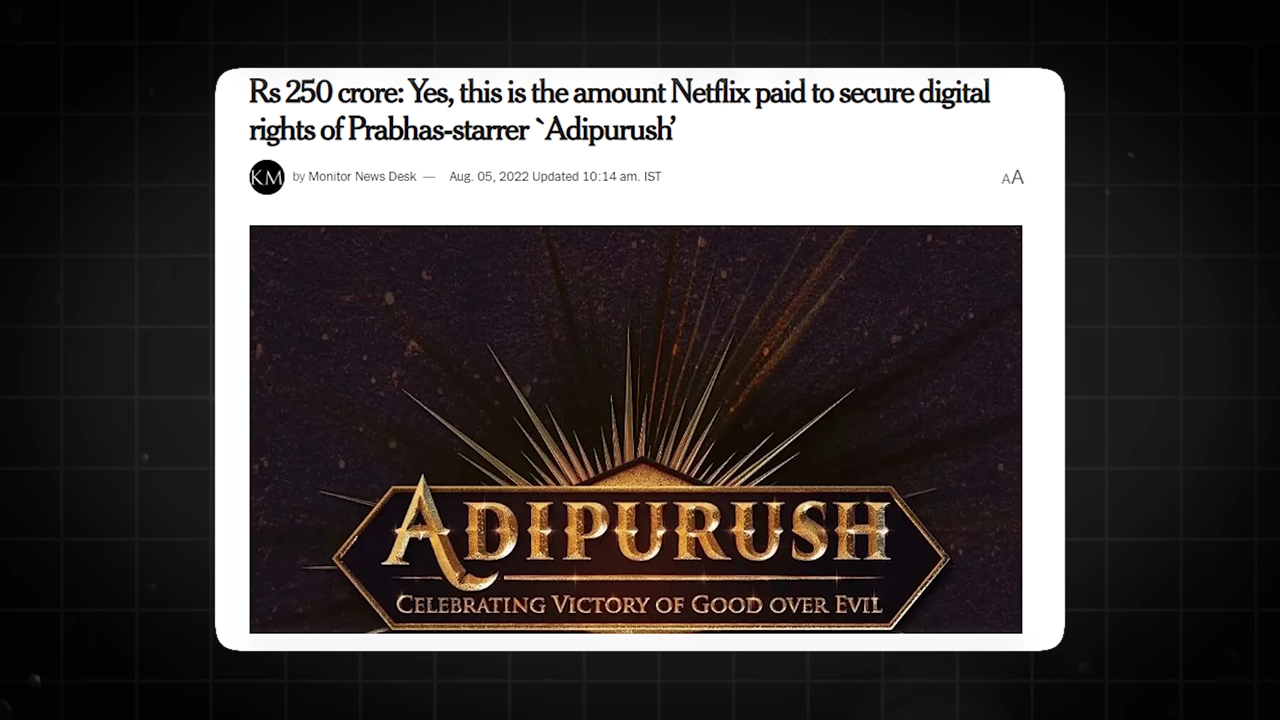 Rs 250 crore: Yes, this is the amount Netflix paid to secure digital
rights of Prabhas-starrer `Adipurush’
KM by Monitor News Desk — Aug. 05, 2022 Updated 10:14 am. IST AA
ADIPURUSH
CELEBRATING VICTORY OF GOOD OVER EVIL